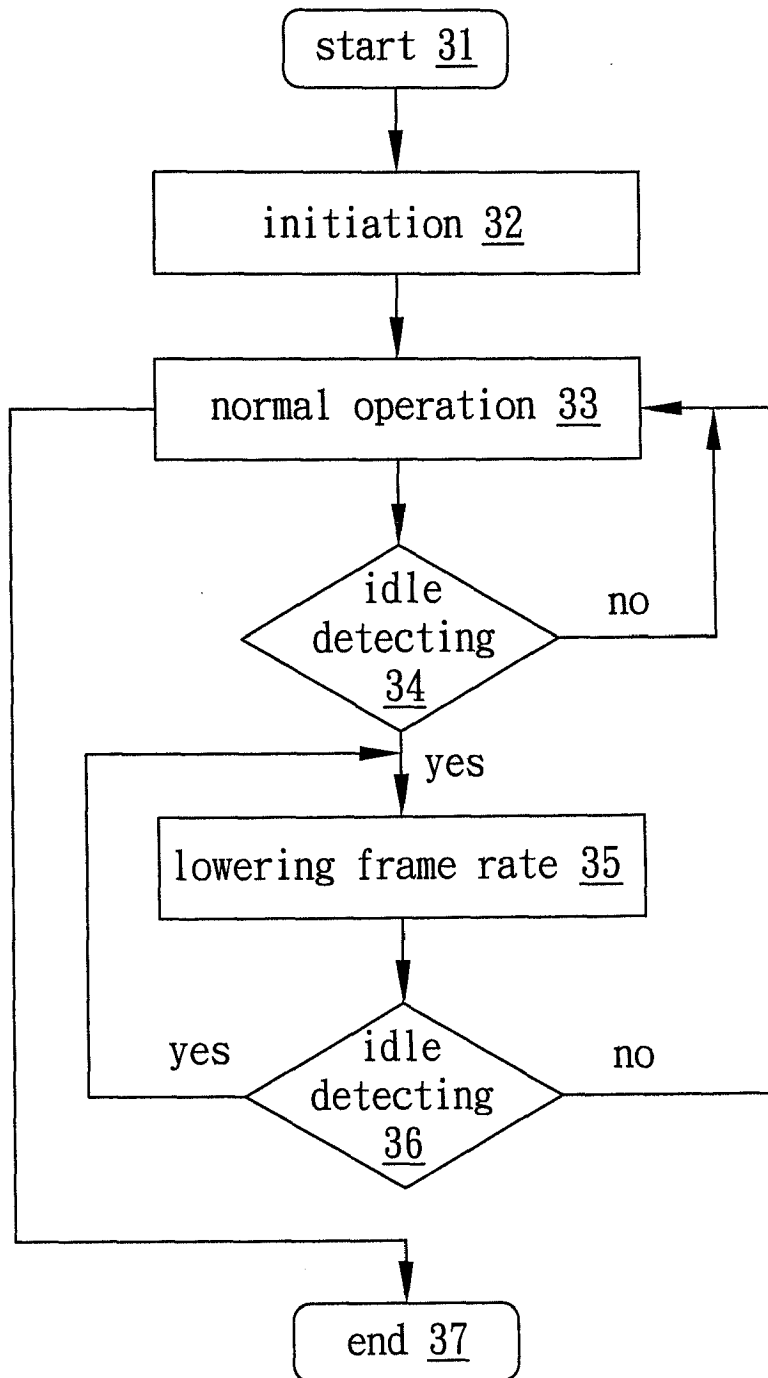 start 31
initiation 32
normal operation 33
idle
detecting
34
no
yes
lowering frame rate 35
yes
idle
detecting
36
no
end 37